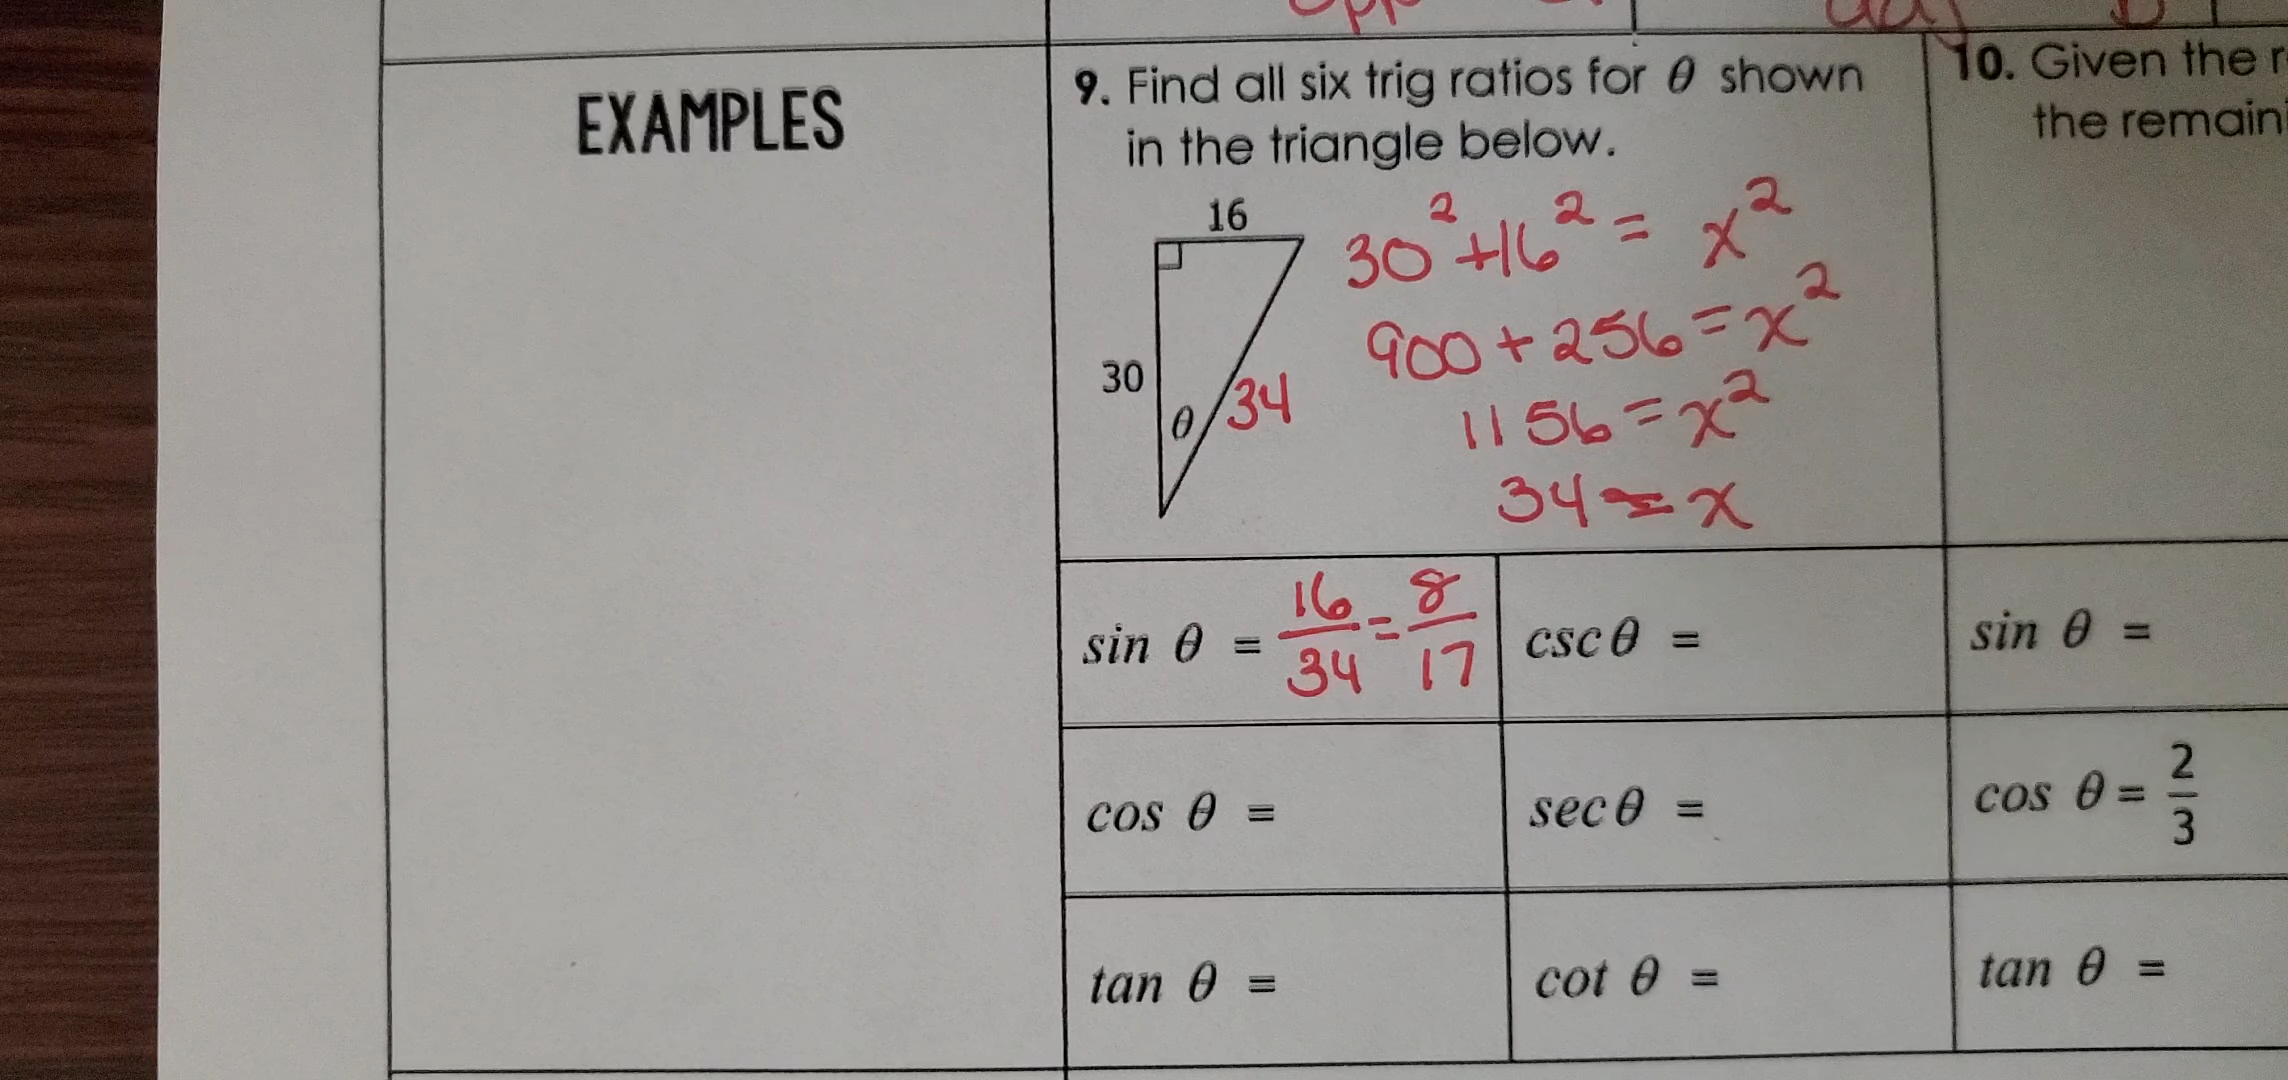 opp
adj
EXAMPLES
9. Find all six trig ratios for θ shown
in the triangle below.
16
30
θ
34
30² + 16² = x²
900 + 256 = x²
1156 = x²
34 = x
sin θ = 16/34 = 8/17
csc θ =
cos θ =
sec θ =
tan θ =
cot θ =
10. Given the
the
sin θ =
cos θ = 2/3
tan θ =